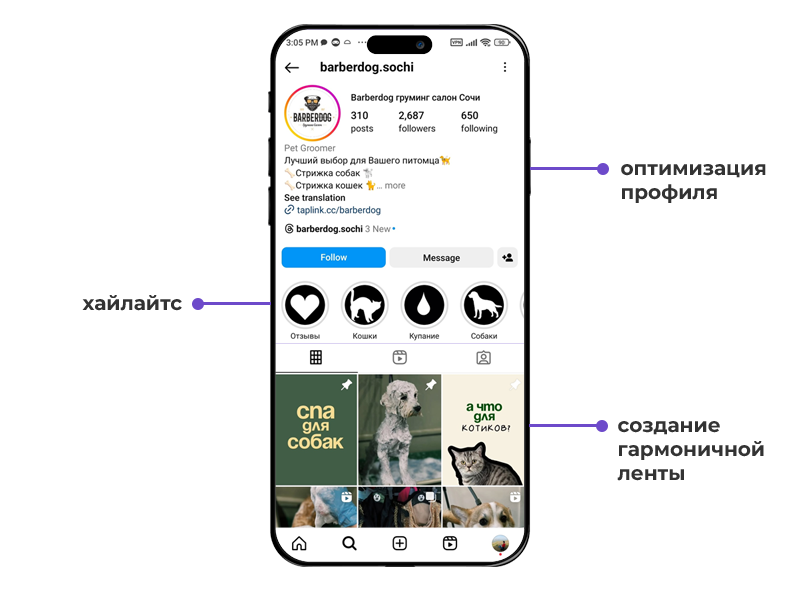 3:05 PM
VPN
90
barberdog.sochi
BARBERDOG
Barberdog груминг салон Сочи
310
2,687
650
posts
followers
following
Pet Groomer
Лучший выбор для Вашего питомца
Стрижка собак
Стрижка кошек ... more
See translation
taplink.cc/barberdog
barberdog.sochi 3 New
Follow
Message
Отзывы
Кошки
Купание
Собаки
спа
для
собак
а что
для
котиков?
оптимизация
профиля
хайлайтс
создание
гармоничной
ленты